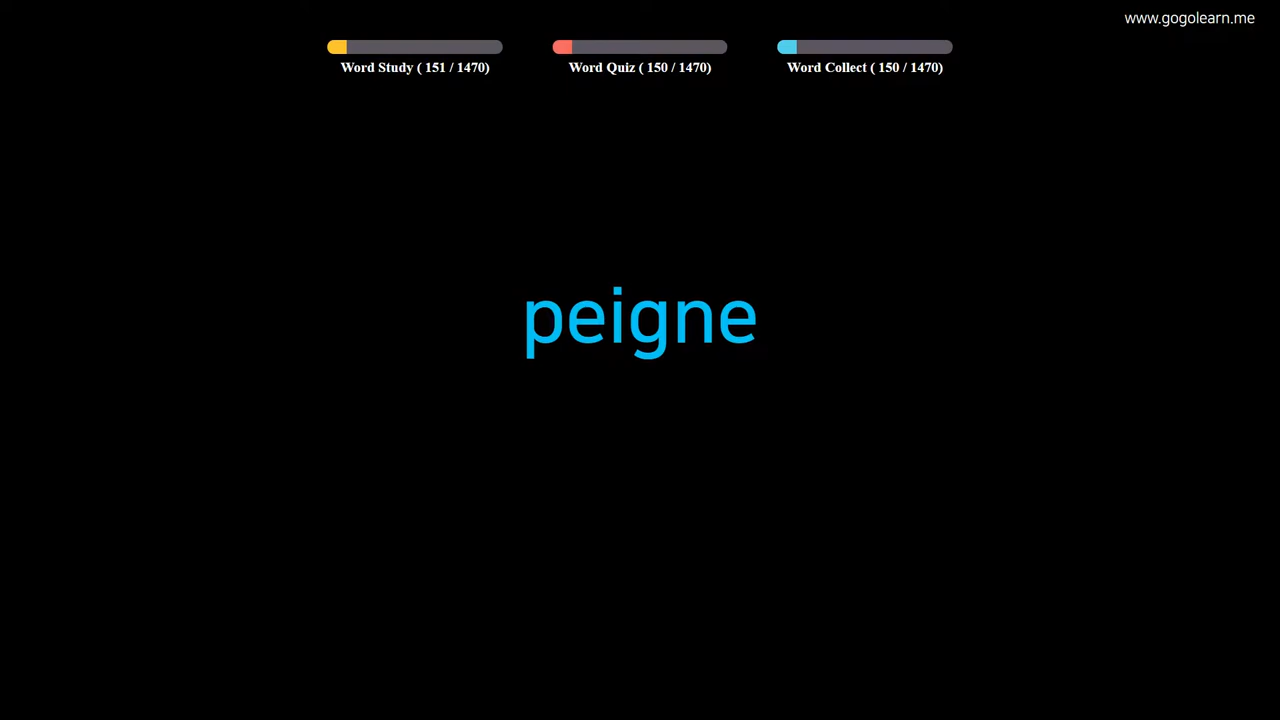 www.gogolearn.me
Word Study ( 151 / 1470)
Word Quiz ( 150 / 1470)
Word Collect ( 150 / 1470)
peigne